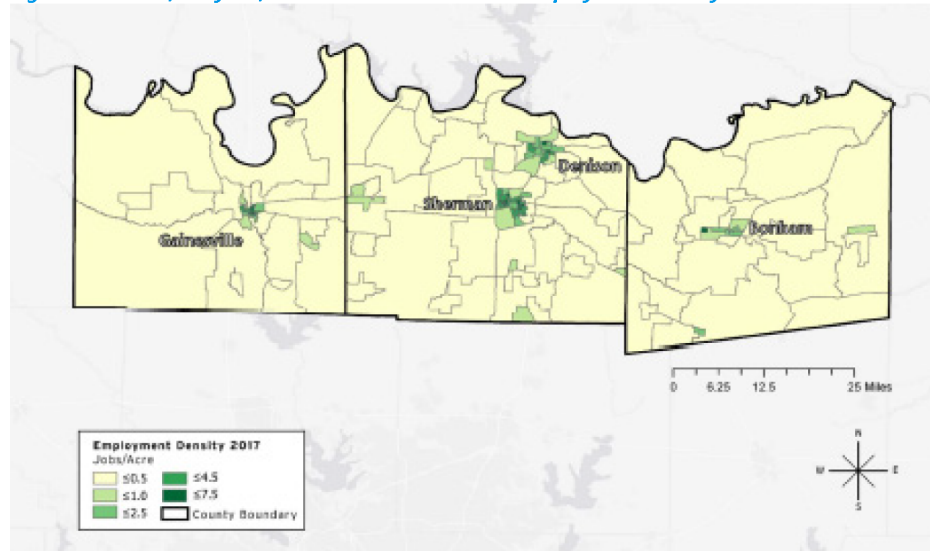 Denison
Sherman
Gainesville
Bonham
0 6.25 12.5 25 Miles
Employment Density 2017
Jobs/Acre
≤0.5 ≤4.5
≤1.0 ≤7.5
≤2.5 County Boundary
N
W E
S